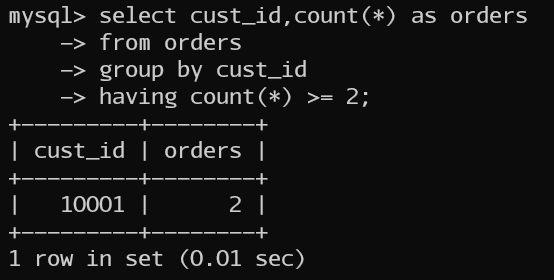 mysql> select cust_id,count(*) as orders
    -> from orders
    -> group by cust_id
    -> having count(*) >= 2;
+---------+--------+
| cust_id | orders |
+---------+--------+
|   10001 |      2 |
+---------+--------+
1 row in set (0.01 sec)